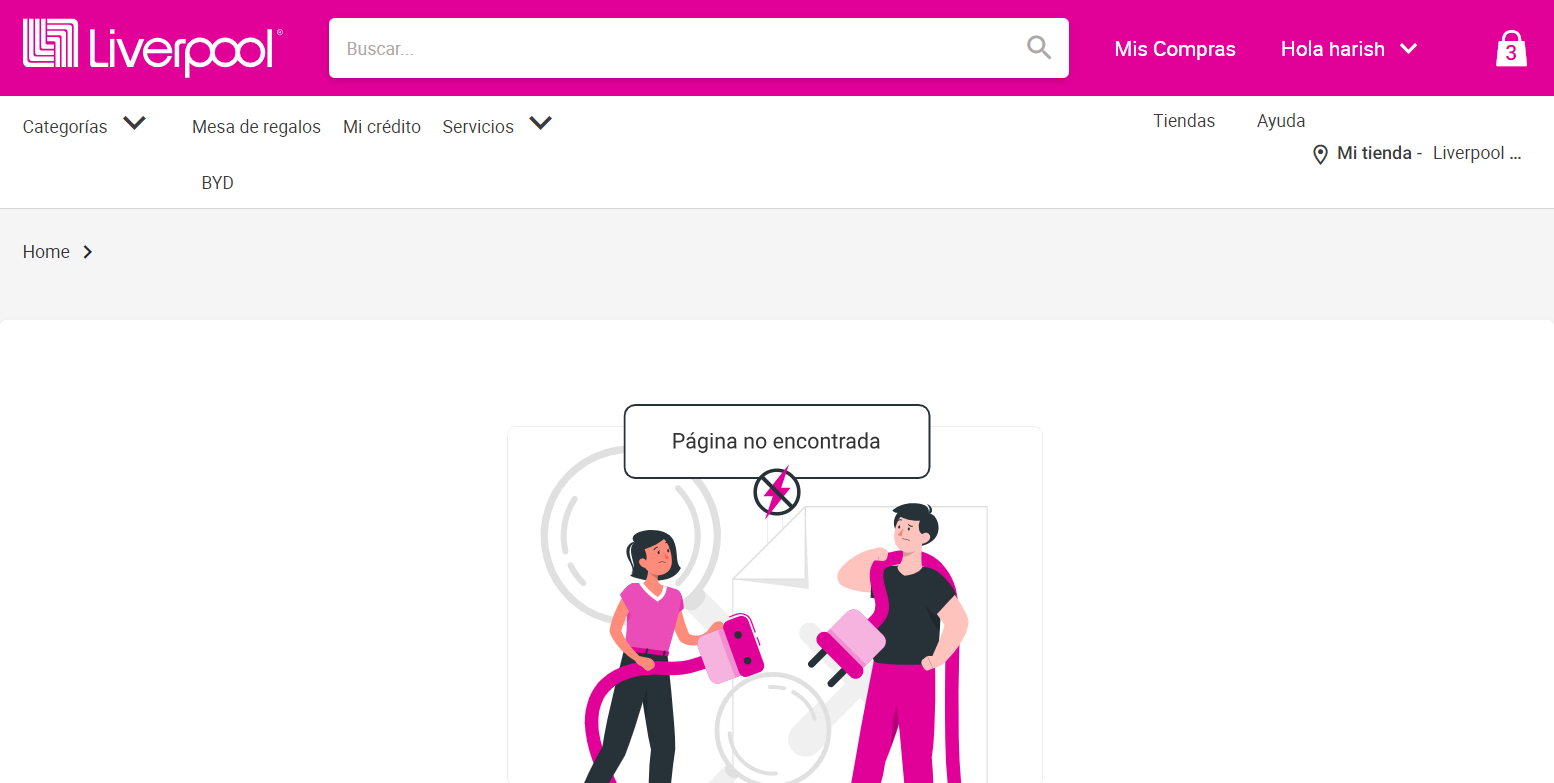 Liverpool®
Buscar...
Mis Compras
Hola harish
3
Categorías
Mesa de regalos
Mi crédito
Servicios
Tiendas
Ayuda
Mi tienda - Liverpool ...
BYD
Home
Página no encontrada